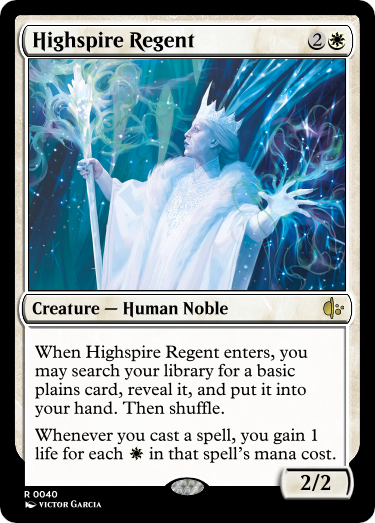 Highspire Regent 2
Creature — Human Noble
When Highspire Regent enters, you
may search your library for a basic
plains card, reveal it, and put it into
your hand. Then shuffle.
Whenever you cast a spell, you gain 1
life for each in that spell's mana cost.
2/2
R 0040
VICTOR GARCIA